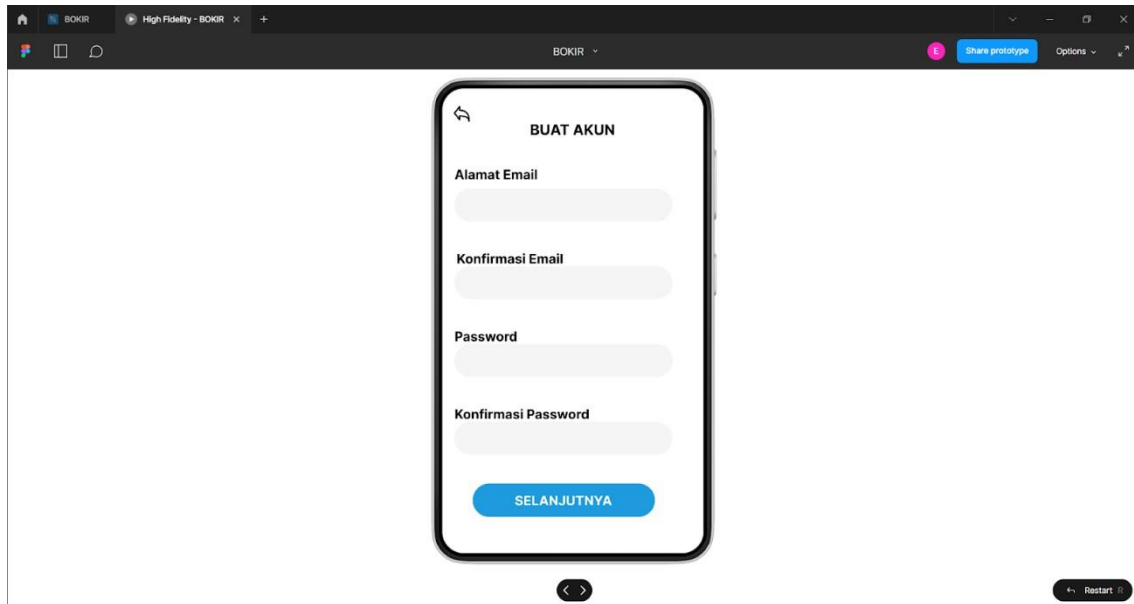 BOKIR
High Fidelity - BOKIR
BOKIR
E
Share prototype
Options
BUAT AKUN
Alamat Email
Konfirmasi Email
Password
Konfirmasi Password
SELANJUTNYA
Restart R